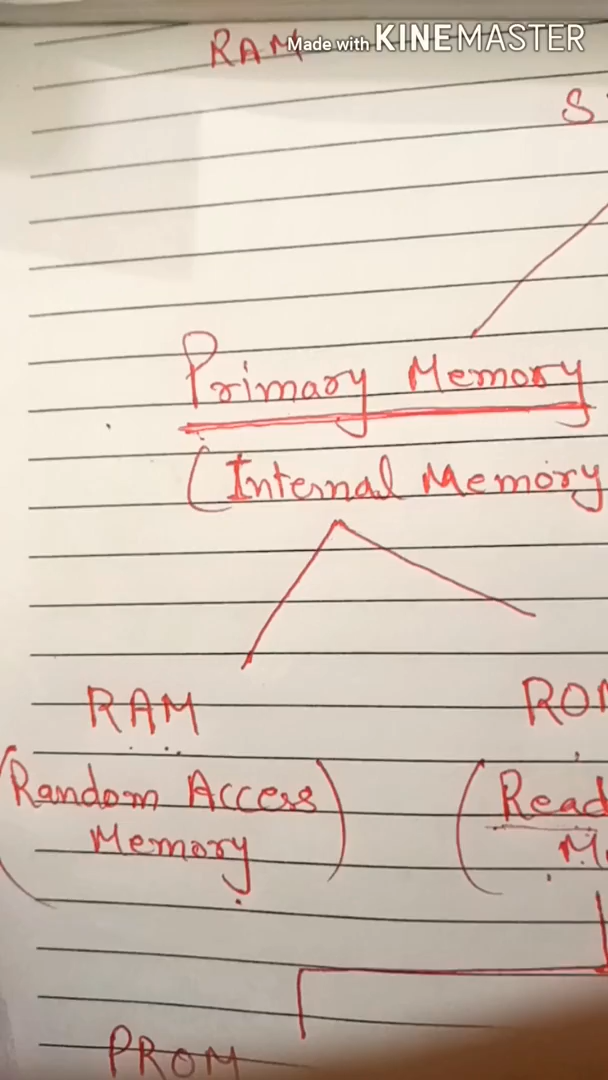 RAM
Made with KINEMASTER
S
Primary Memory
(Internal Memory
RAM
ROM
(Random Access
Memory)
(Read
M
PROM